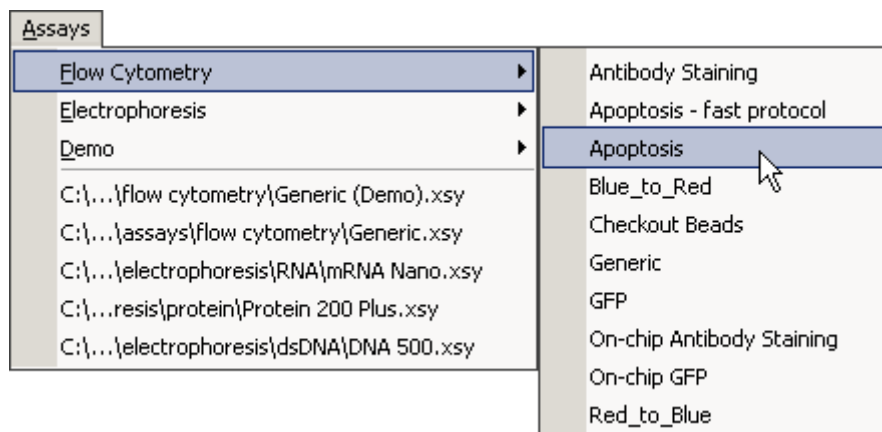 Assays
Flow Cytometry
Electrophoresis
Demo
C:\...\flow cytometry\Generic (Demo).xsy
C:\...\assays\flow cytometry\Generic.xsy
C:\...\electrophoresis\RNA\mRNA Nano.xsy
C:\...resis\protein\Protein 200 Plus.xsy
C:\...\electrophoresis\dsDNA\DNA 500.xsy
Antibody Staining
Apoptosis - fast protocol
Apoptosis
Blue_to_Red
Checkout Beads
Generic
GFP
On-chip Antibody Staining
On-chip GFP
Red_to_Blue